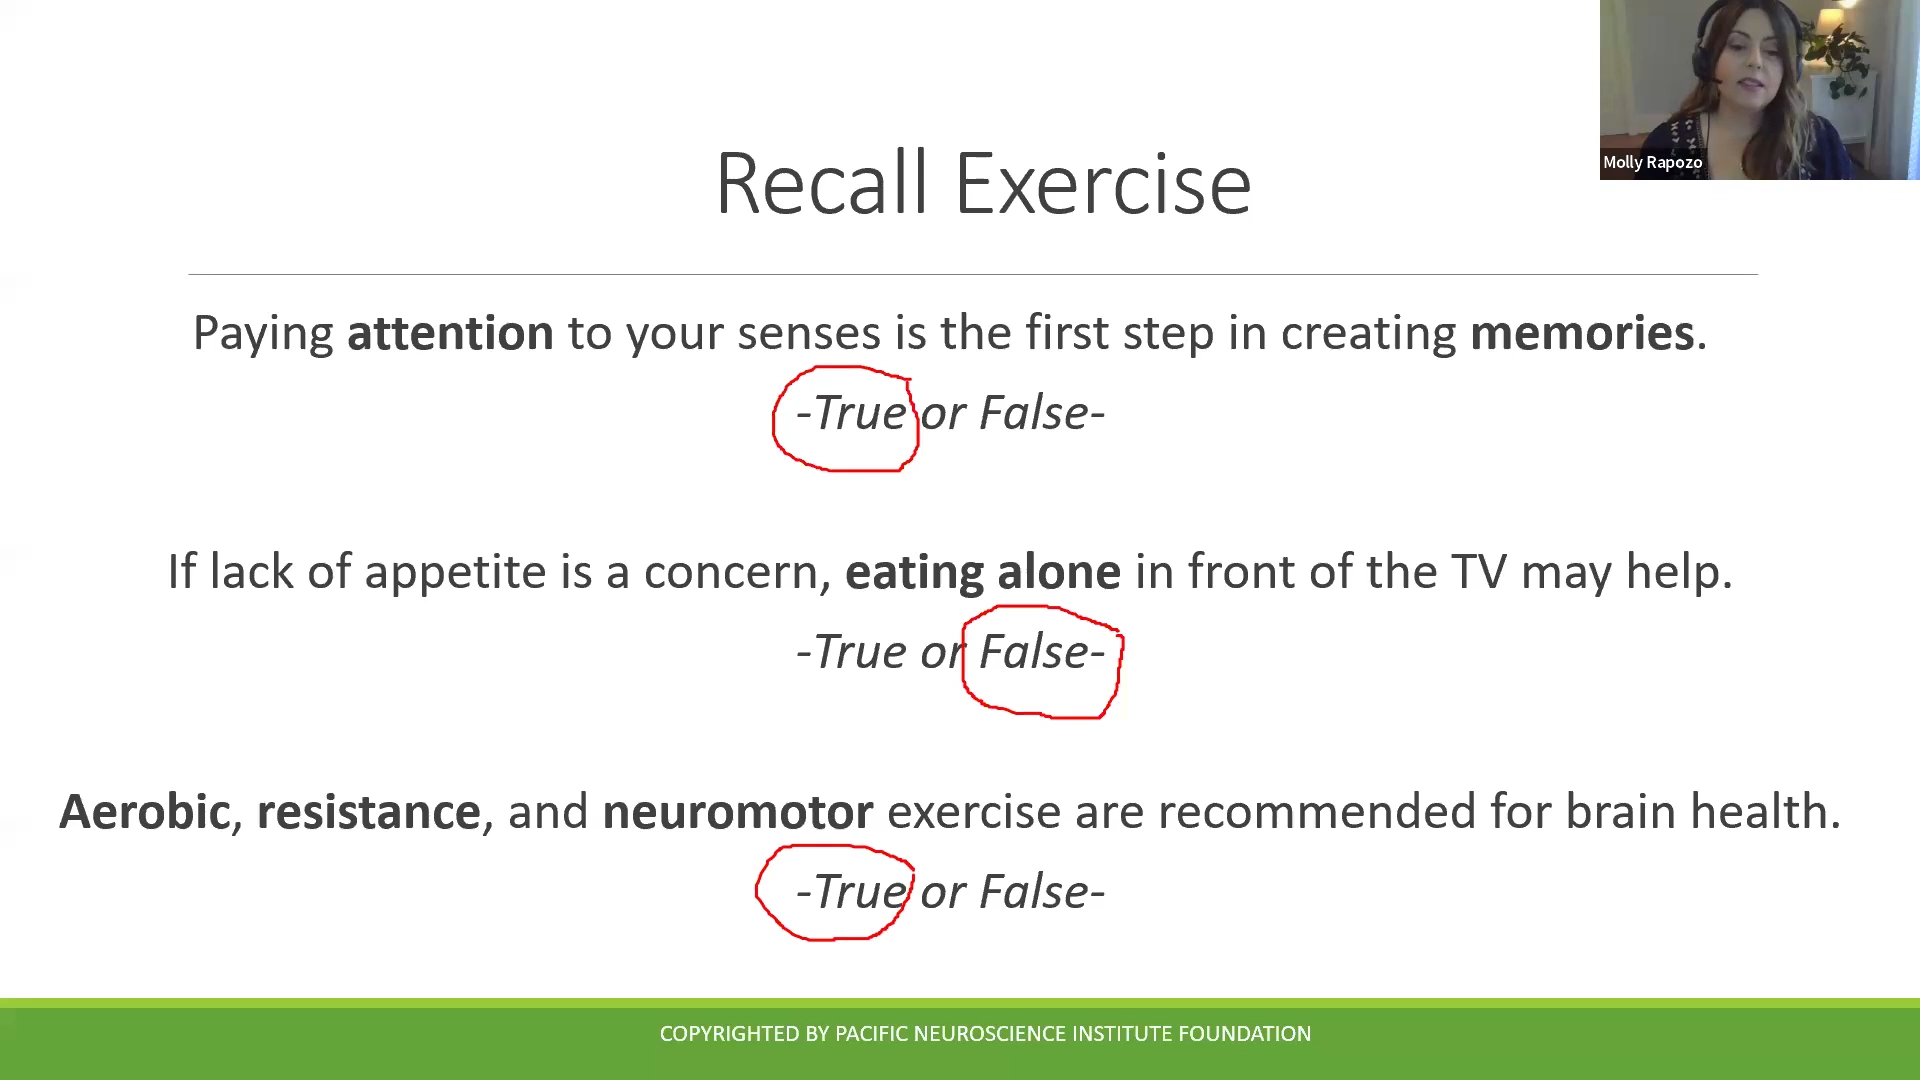 Molly Rapozo
Recall Exercise
Paying attention to your senses is the first step in creating memories.
-True or False-
If lack of appetite is a concern, eating alone in front of the TV may help.
-True or False-
Aerobic, resistance, and neuromotor exercise are recommended for brain health.
-True or False-
COPYRIGHTED BY PACIFIC NEUROSCIENCE INSTITUTE FOUNDATION